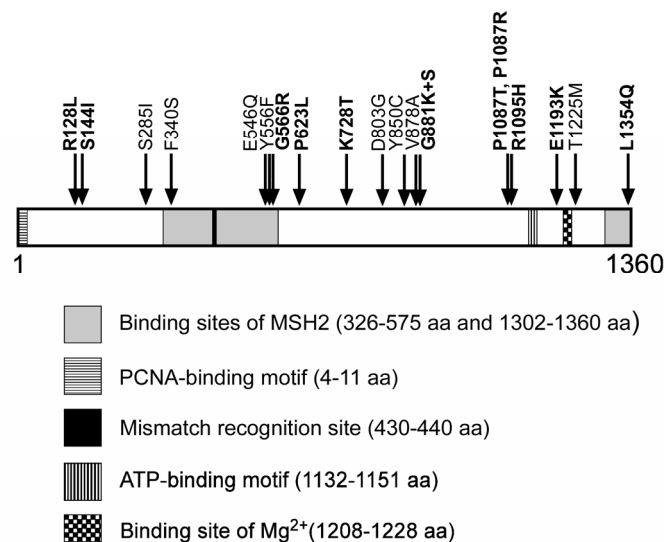 R128L
S144I
S285I
F340S
E546Q
Y556F
G566R
P623L
K728T
D803G
Y850C
V878A
G881K+S
P1087T, P1087R
R1095H
E1193K
T1225M
L1354Q
1
1360
Binding sites of MSH2 (326-575 aa and 1302-1360 aa)
PCNA-binding motif (4-11 aa)
Mismatch recognition site (430-440 aa)
ATP-binding motif (1132-1151 aa)
Binding site of Mg²⁺(1208-1228 aa)